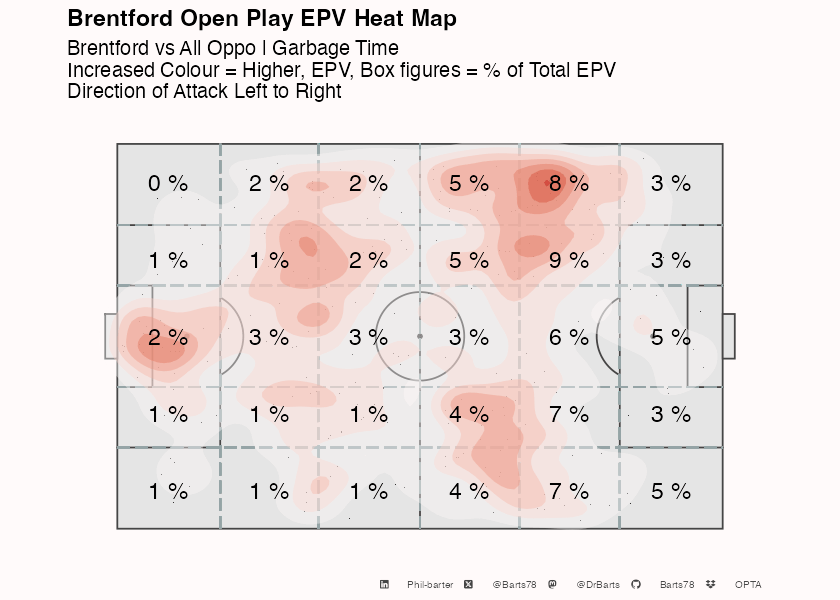 Brentford Open Play EPV Heat Map
Brentford vs All Oppo | Garbage Time
Increased Colour = Higher, EPV, Box figures = % of Total EPV
Direction of Attack Left to Right
0 % 2 % 2 % 5 % 8 % 3 %
1 % 1 % 2 % 5 % 9 % 3 %
2 % 3 % 3 % 3 % 6 % 5 %
1 % 1 % 1 % 4 % 7 % 3 %
1 % 1 % 1 % 4 % 7 % 5 %
Phil-barter @Barts78 @DrBarts Barts78 OPTA